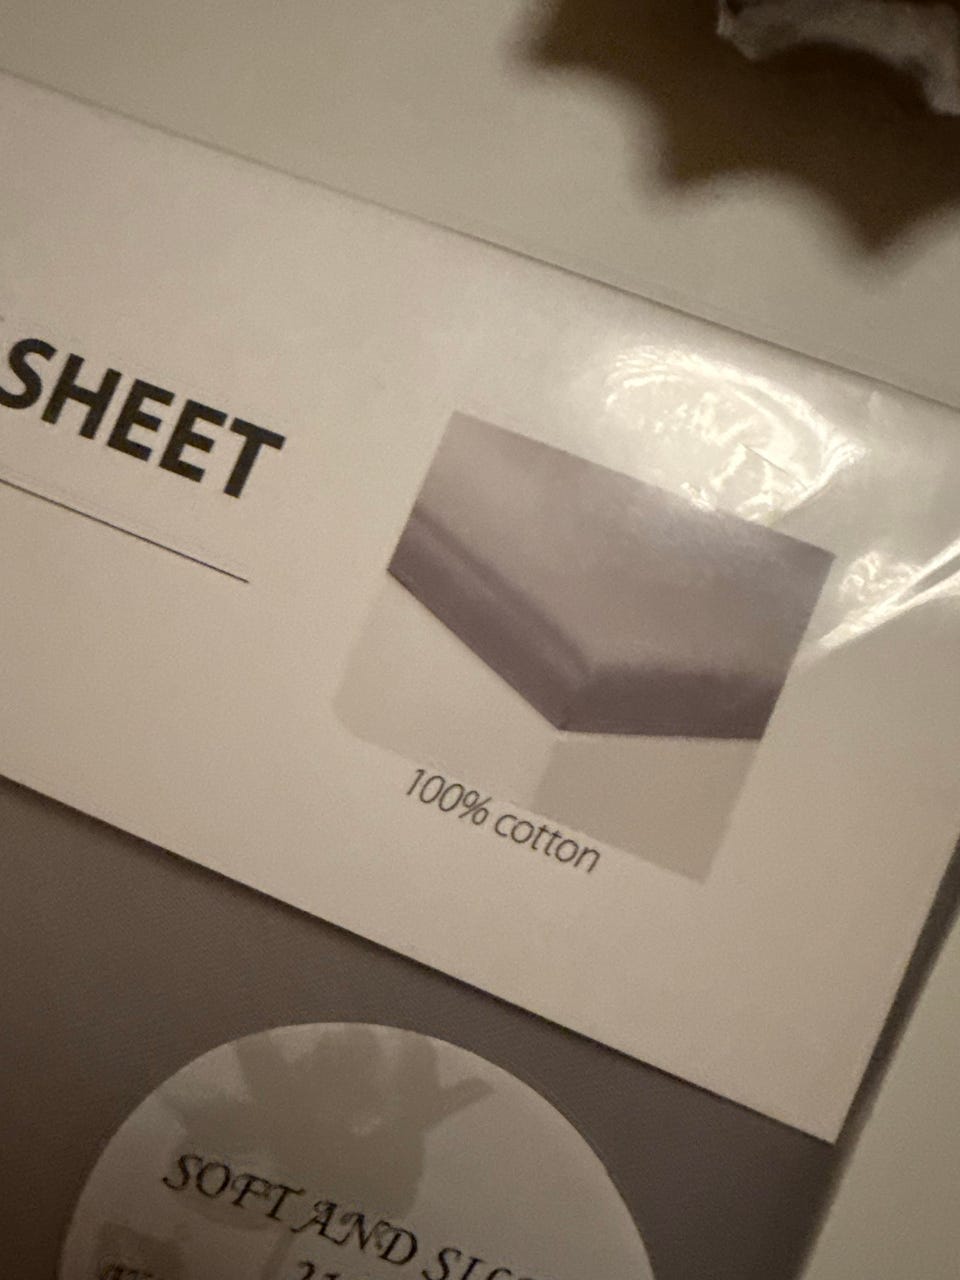 SHEET
100% cotton
SOFT AND